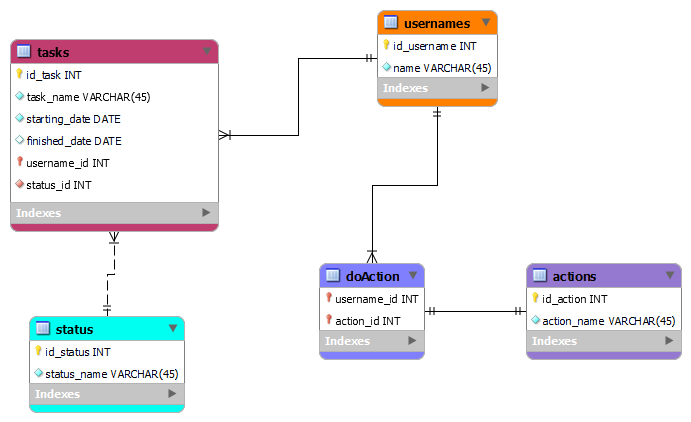 usernames
id_username INT
name VARCHAR(45)
Indexes
tasks
id_task INT
task_name VARCHAR(45)
starting_date DATE
finished_date DATE
username_id INT
status_id INT
Indexes
doAction
username_id INT
action_id INT
Indexes
actions
id_action INT
action_name VARCHAR(45)
Indexes
status
id_status INT
status_name VARCHAR(45)
Indexes